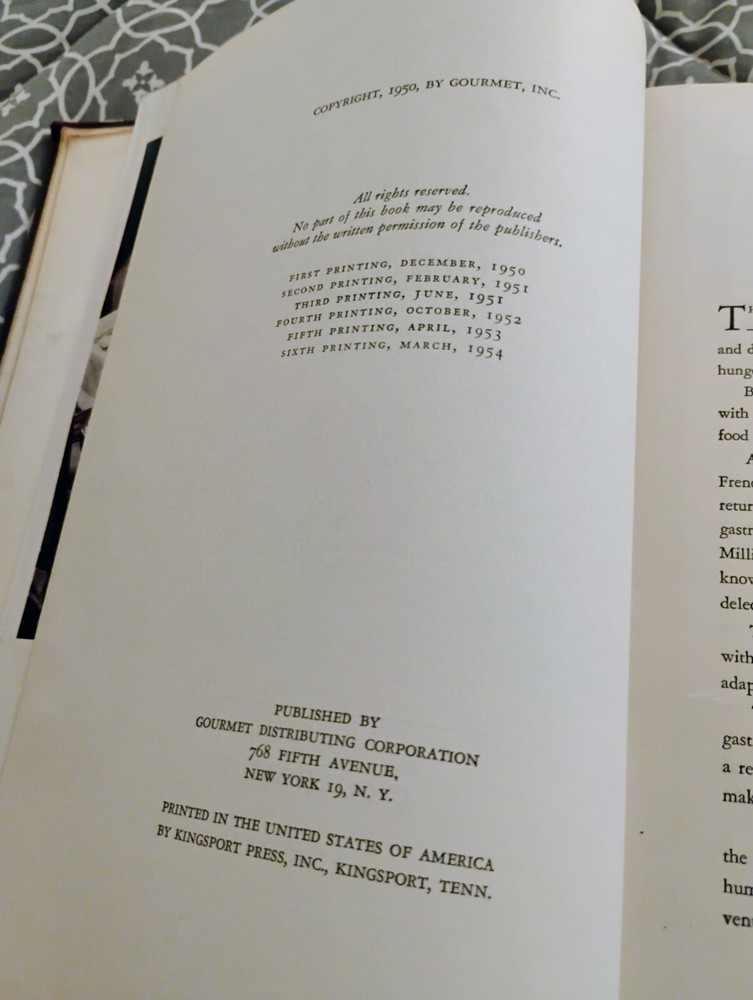 COPYRIGHT, 1950, BY GOURMET, INC.
All rights reserved.
No part of this book may be reproduced
without the written permission of the publishers.
FIRST PRINTING, DECEMBER, 1950
SECOND PRINTING, FEBRUARY, 1951
THIRD PRINTING, JUNE, 1951
FOURTH PRINTING, OCTOBER, 1952
FIFTH PRINTING, APRIL, 1953
SIXTH PRINTING, MARCH, 1954
PUBLISHED BY
GOURMET DISTRIBUTING CORPORATION
768 FIFTH AVENUE,
NEW YORK 19, N. Y.
PRINTED IN THE UNITED STATES OF AMERICA
BY KINGSPORT PRESS, INC., KINGSPORT, TENN.
and
with
food
with
a
the